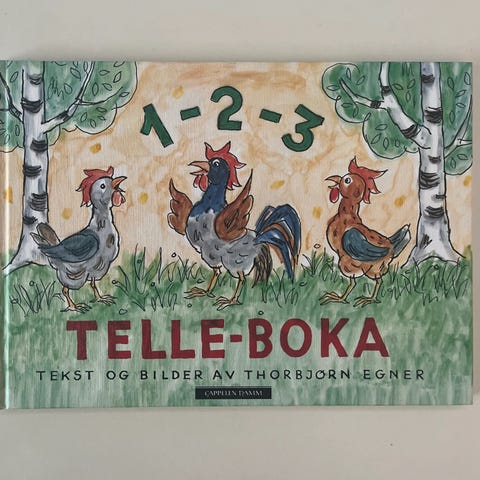 1-2-3
TELLE-BOKA
TEKST OG BILDER AV THORBJØRN EGNER
CAPPELEN DAMM